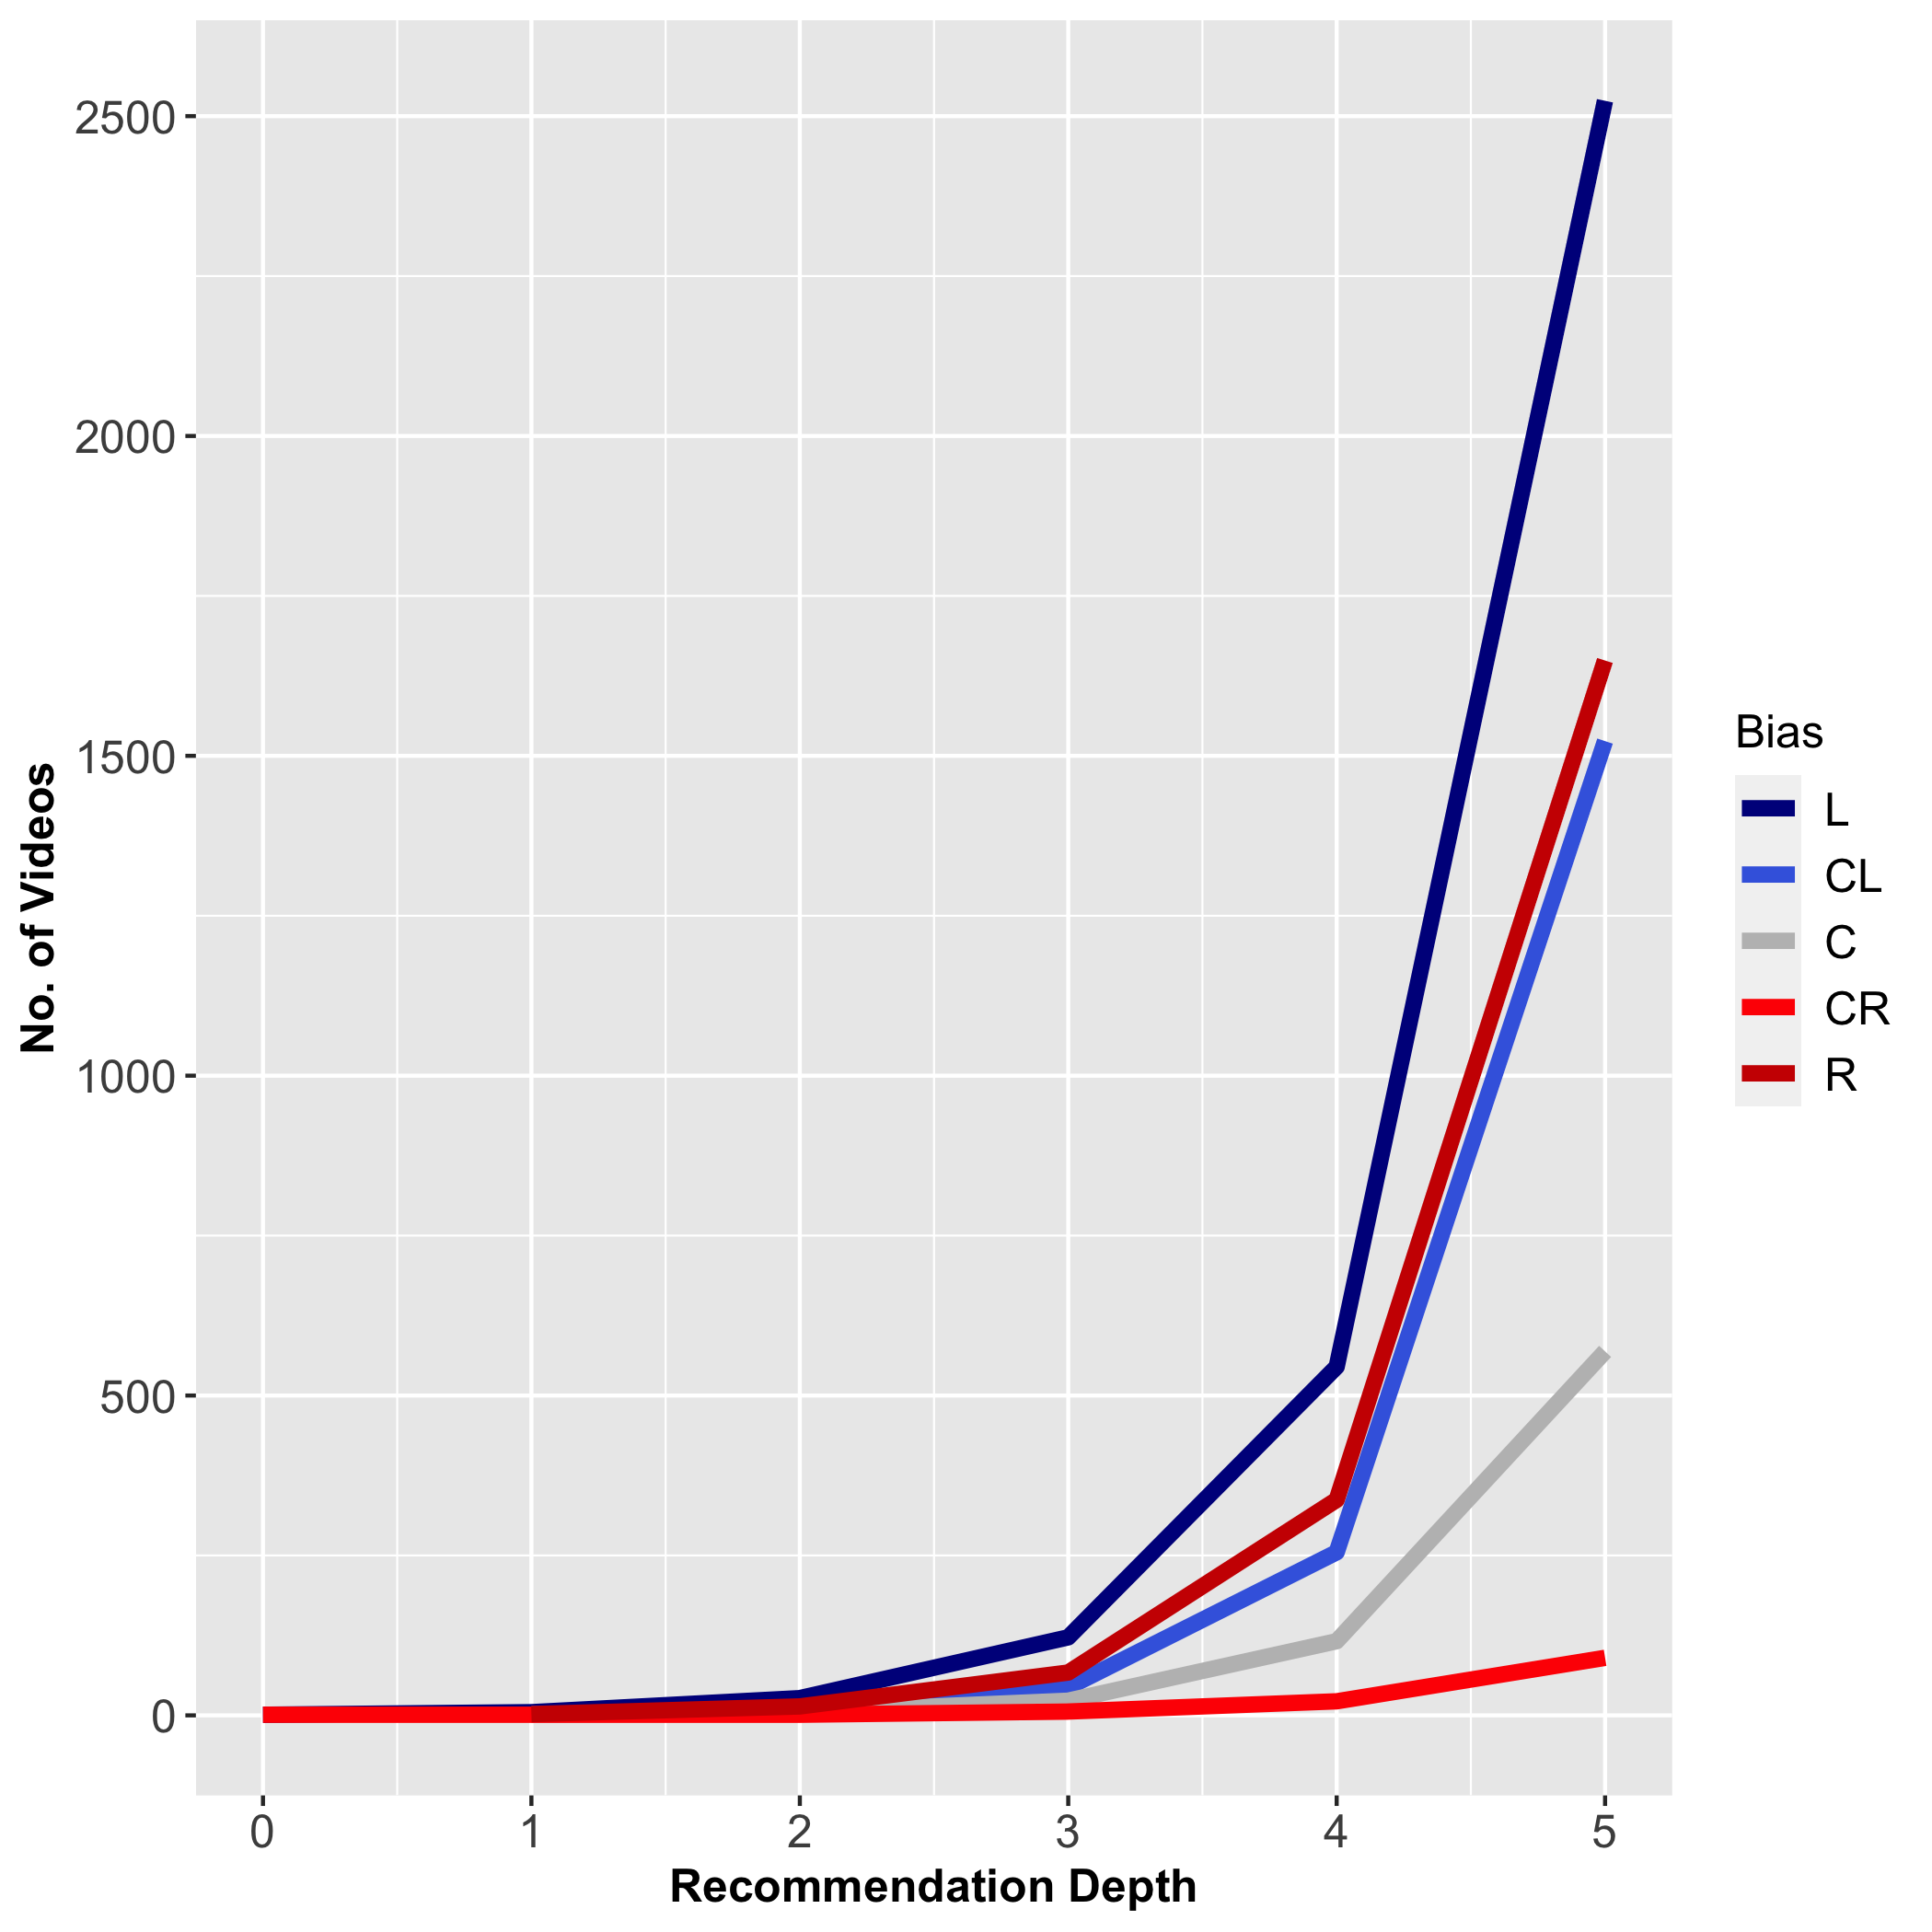 2500
2000
1500
1000
500
0
No. of Videos
0 1 2 3 4 5
Recommendation Depth
Bias
L
CL
C
CR
R